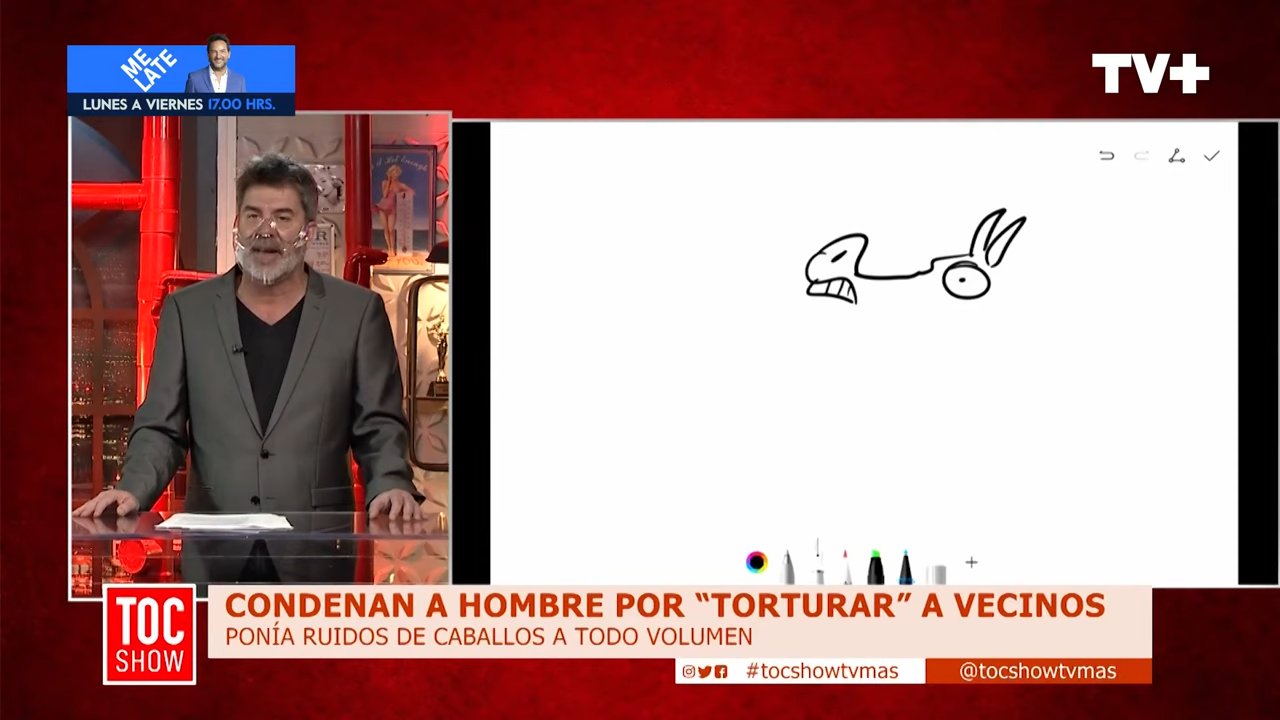 ME
LATE
LUNES A VIERNES 17.00 HRS.
TV+
TOC
SHOW
CONDENAN A HOMBRE POR “TORTURAR” A VECINOS
PONÍA RUIDOS DE CABALLOS A TODO VOLUMEN
#tocshowtvmas
@tocshowtvmas